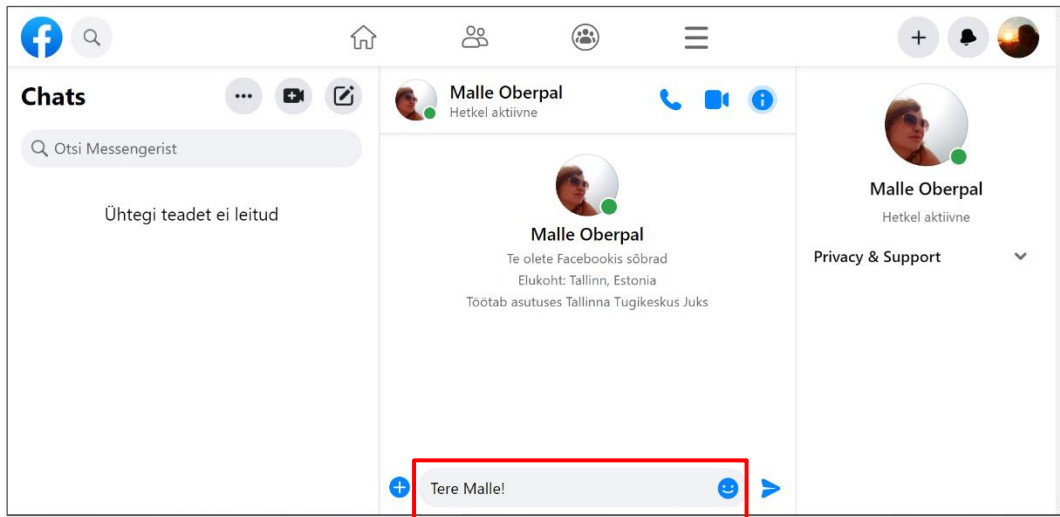 Chats
Otsi Messengerist
Ühtegi teadet ei leitud
Malle Oberpal
Hetkel aktiivne
Malle Oberpal
Te olete Facebookis sõbrad
Elukoht: Tallinn, Estonia
Töötab asutuses Tallinna Tugikeskus Juks
Tere Malle!
Malle Oberpal
Hetkel aktiivne
Privacy & Support